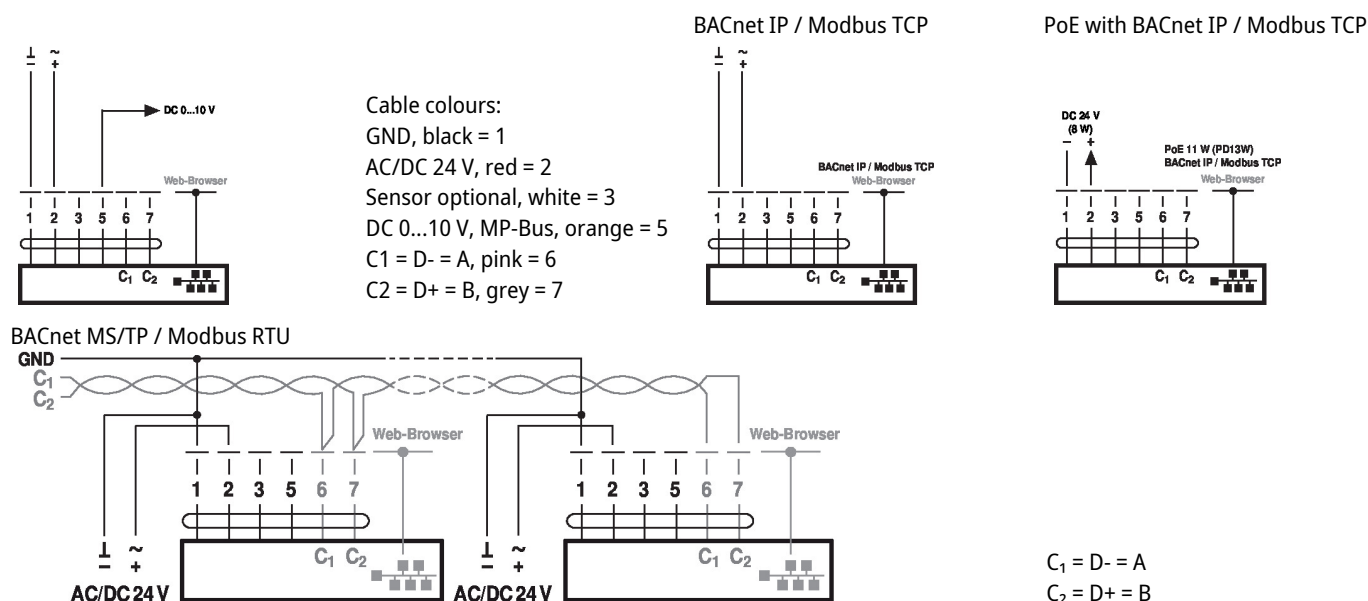 BACnet IP / Modbus TCP
PoE with BACnet IP / Modbus TCP
⊥ ~
− +
DC 0...10 V
Web-Browser
1 2 3 5 6 7
C₁ C₂
Cable colours:
GND, black = 1
AC/DC 24 V, red = 2
Sensor optional, white = 3
DC 0...10 V, MP-Bus, orange = 5
C1 = D- = A, pink = 6
C2 = D+ = B, grey = 7
⊥ ~
− +
BACnet IP / Modbus TCP
Web-Browser
1 2 3 5 6 7
C₁ C₂
DC 24 V
(8 W)
− +
PoE 11 W (PD13W)
BACnet IP / Modbus TCP
Web-Browser
1 2 3 5 6 7
C₁ C₂
BACnet MS/TP / Modbus RTU
GND
C₁
C₂
Web-Browser
1 2 3 5 6 7
C₁ C₂
⊥ ~
− +
AC/DC 24 V
Web-Browser
1 2 3 5 6 7
C₁ C₂
⊥ ~
− +
AC/DC 24 V
C₁ = D- = A
C₂ = D+ = B